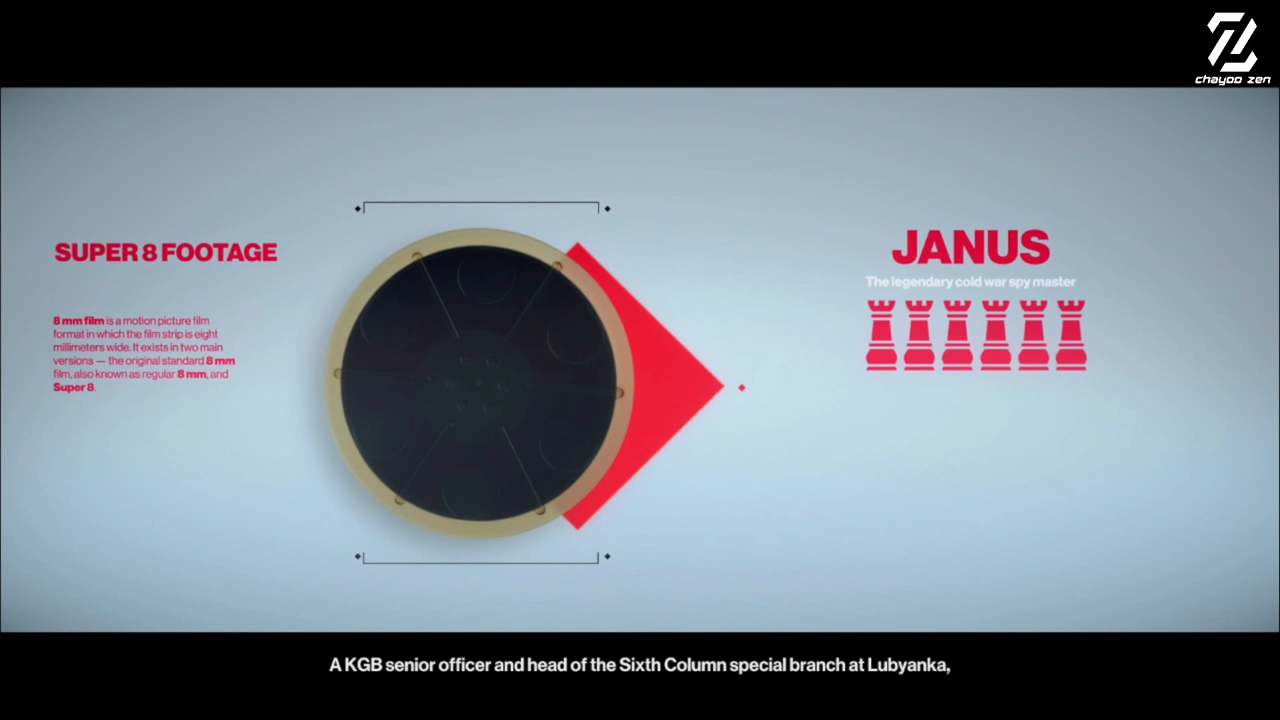 chayoo zen
SUPER 8 FOOTAGE
8 mm film is a motion picture film
format in which the film strip is eight
millimeters wide. It exists in two main
versions — the original standard 8 mm
film, also known as regular 8 mm, and
Super 8.
JANUS
The legendary cold war spy master
A KGB senior officer and head of the Sixth Column special branch at Lubyanka,